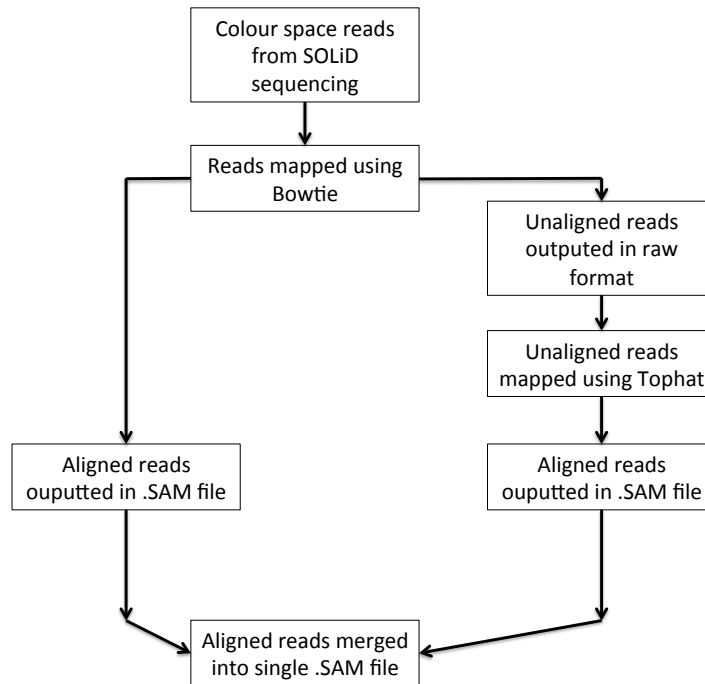 Colour space reads
from SOLiD
sequencing
Reads mapped using
Bowtie
Unaligned reads
outputed in raw
format
Unaligned reads
mapped using Tophat
Aligned reads
ouputted in .SAM file
Aligned reads
ouputted in .SAM file
Aligned reads merged
into single .SAM file